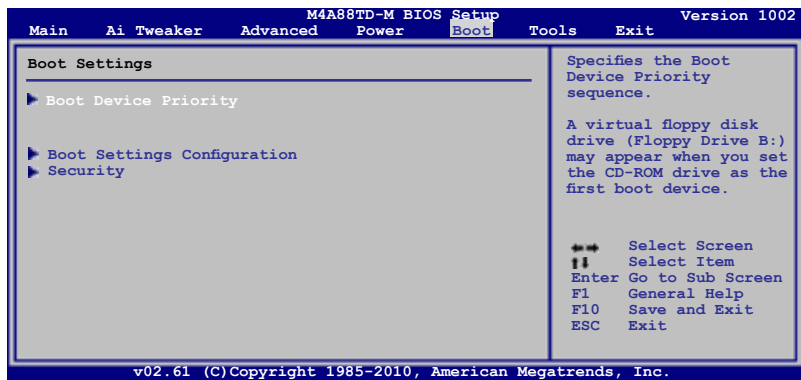 M4A88TD-M BIOS Setup Version 1002
Main Ai Tweaker Advanced Power Boot Tools Exit
Boot Settings
Boot Device Priority
Boot Settings Configuration
Security
Specifies the Boot
Device Priority
sequence.
A virtual floppy disk
drive (Floppy Drive B:)
may appear when you set
the CD-ROM drive as the
first boot device.
Select Screen
Select Item
Enter Go to Sub Screen
F1 General Help
F10 Save and Exit
ESC Exit
v02.61 (C)Copyright 1985-2010, American Megatrends, Inc.